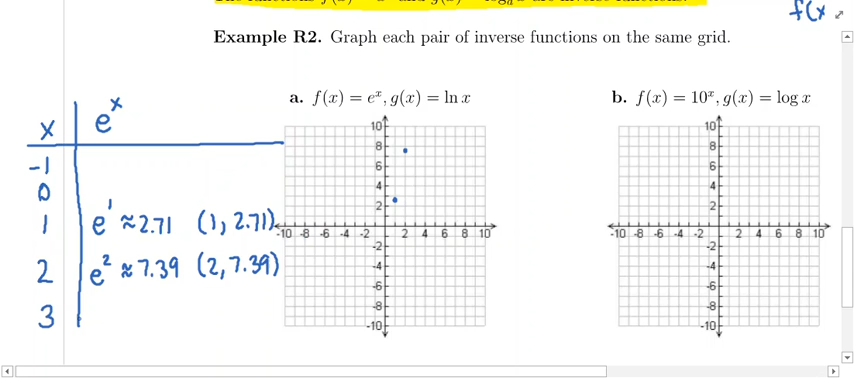 f(x
Example R2. Graph each pair of inverse functions on the same grid.
a. f(x) = e^x, g(x) = ln x
b. f(x) = 10^x, g(x) = log x
x e^x
-1
0
1 e^1 ≈2.71 (1, 2.71)
2 e^2 ≈7.39 (2, 7.39)
3
10
8
6
4
2
-10 -8 -6 -4 -2 2 4 6 8 10
-2
-4
-6
-8
-10
10
8
6
4
2
-10 -8 -6 -4 -2 2 4 6 8 10
-2
-4
-6
-8
-10